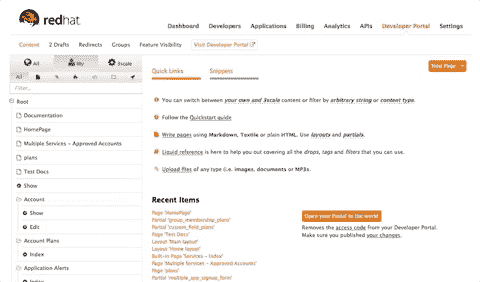 redhat
Dashboard Developers Applications Billing Analytics APIs Developer Portal Settings
Content 2 Drafts Redirects Groups Feature Visibility Visit Developer Portal
All My 3scale
All
Filter...
Quick Links Snippets
New Page
Root
Documentation
HomePage
Multiple Services - Approved Accounts
plans
Test Docs
Show
Account
Show
Edit
Account Plans
Index
Application Alerts
Index
You can switch between your own and 3scale content or filter by arbitrary string or content type.
Follow the Quickstart guide
Write pages using Markdown, Textile or plain HTML. Use layouts and partials.
Liquid reference is here to help you out covering all the drops, tags and filters that you can use.
Upload files of any type (i.e. images, documents or MP3s.
Recent Items
Page 'HomePage'
Partial 'group_membership_plans'
Partial 'custom_field_plans'
Page 'Test Docs'
Layout 'Main layout'
Layout 'Home layout'
Built-in Page 'Services - Index'
Page 'Multiple Services - Approved Accounts'
Page 'plans'
Partial 'multiple_app_signup_form'
Open your Portal to the world
Removes the access code from your Developer Portal.
Make sure you published your changes.